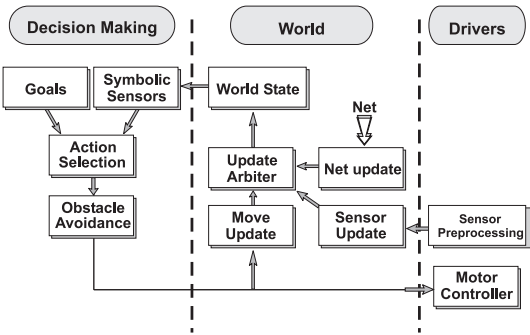 Decision Making
World
Drivers
Goals
Symbolic
Sensors
World State
Net
Action
Selection
Update
Arbiter
Net update
Obstacle
Avoidance
Move
Update
Sensor
Update
Sensor
Preprocessing
Motor
Controller